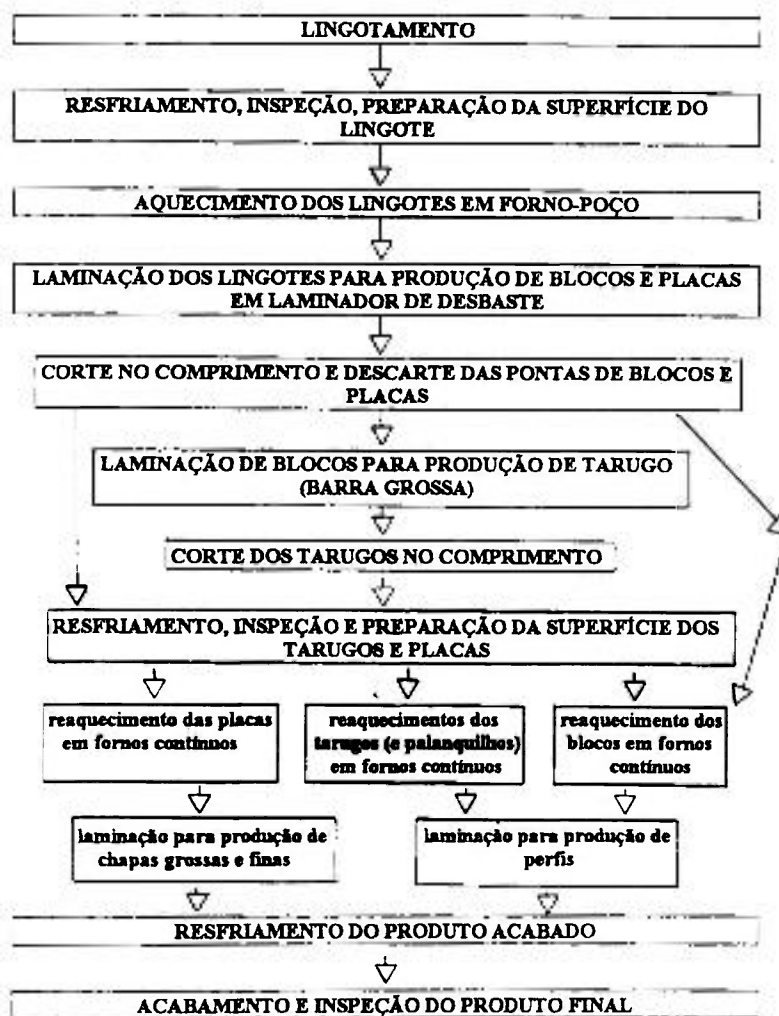 LINGOTAMENTO
RESFRIAMENTO, INSPEÇÃO, PREPARAÇÃO DA SUPERFÍCIE DO
LINGOTE
AQUECIMENTO DOS LINGOTES EM FORNO-POÇO
LAMINAÇÃO DOS LINGOTES PARA PRODUÇÃO DE BLOCOS E PLACAS
EM LAMINADOR DE DESBASTE
CORTE NO COMPRIMENTO E DESCARTE DAS PONTAS DE BLOCOS E
PLACAS
LAMINAÇÃO DE BLOCOS PARA PRODUÇÃO DE TARUGO
(BARRA GROSSA)
CORTE DOS TARUGOS NO COMPRIMENTO
RESFRIAMENTO, INSPEÇÃO E PREPARAÇÃO DA SUPERFÍCIE DOS
TARUGOS E PLACAS
reaquecimento das placas
em fornos contínuos
reaquecimentos dos
tarugos (e palanquilhos)
em fornos contínuos
reaquecimento dos
blocos em fornos
contínuos
laminação para produção de
chapas grossas e finas
laminação para produção de
perfis
RESFRIAMENTO DO PRODUTO ACABADO
ACABAMENTO E INSPEÇÃO DO PRODUTO FINAL